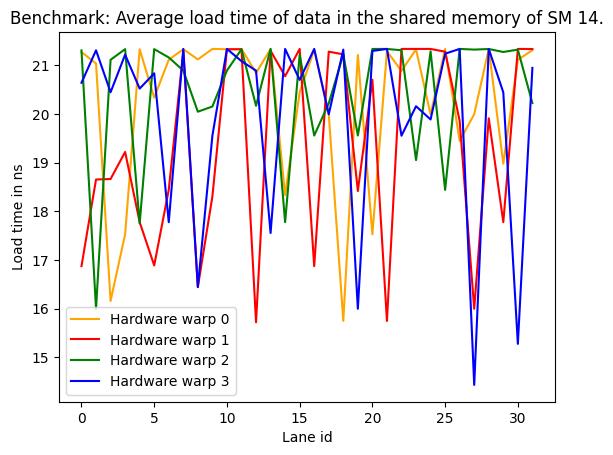 Benchmark: Average load time of data in the shared memory of SM 14.
Load time in ns
21
20
19
18
17
16
15
Hardware warp 0
Hardware warp 1
Hardware warp 2
Hardware warp 3
0 5 10 15 20 25 30
Lane id